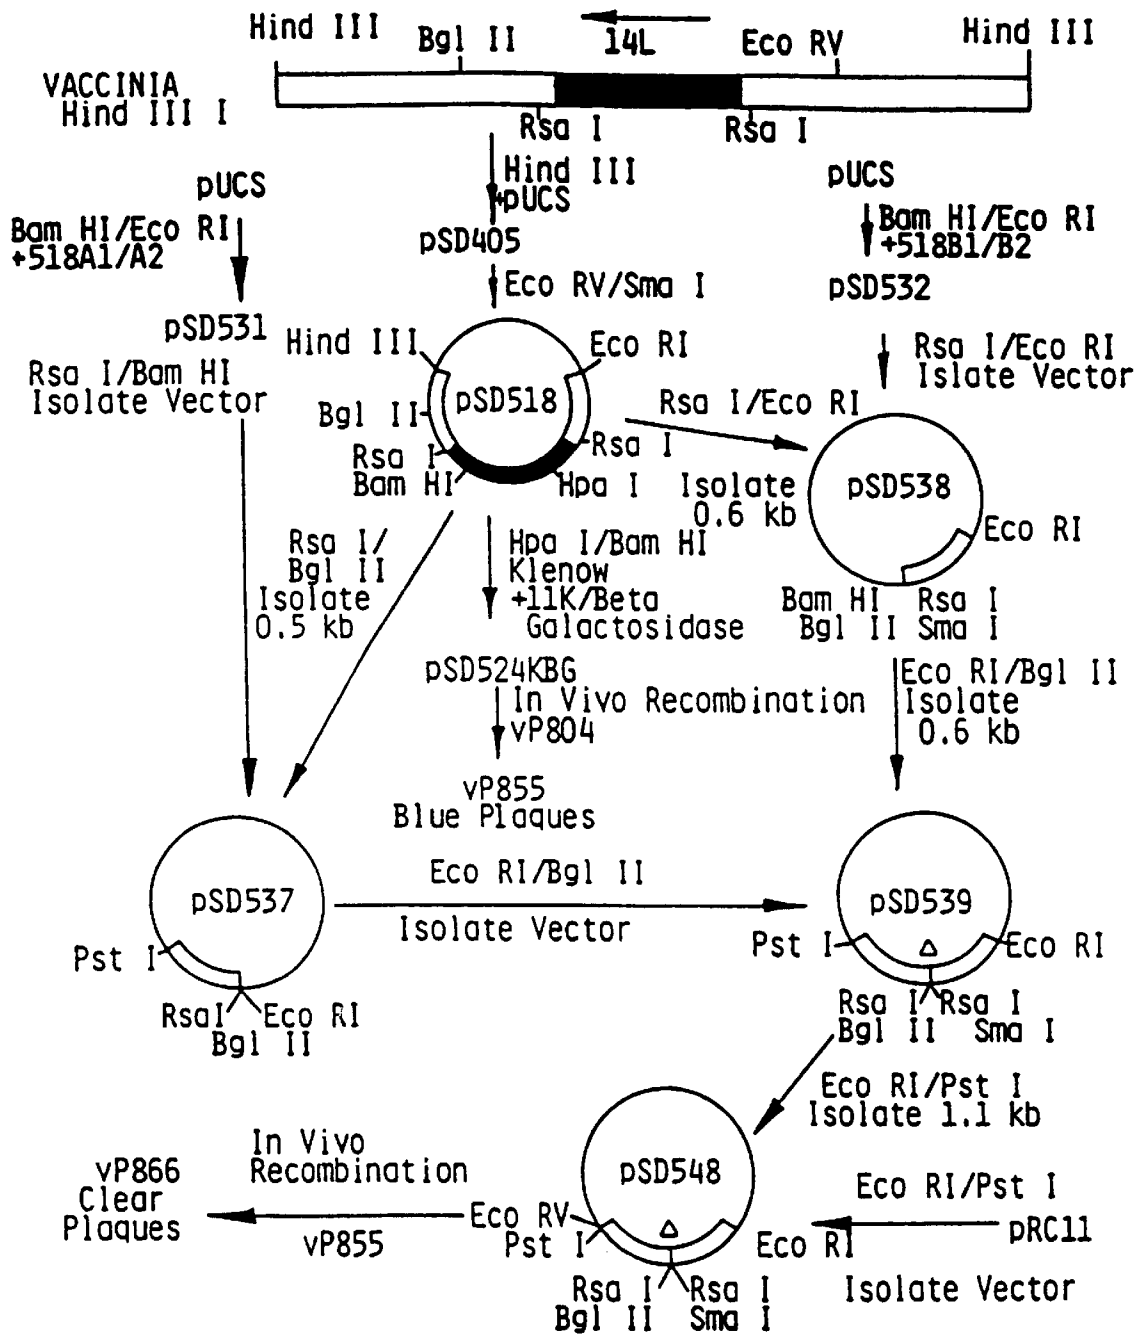 Hind III
Bgl II
14L
Eco RV
Hind III
VACCINIA
Hind III I
Rsa I
Rsa I
pUCS
Bam HI/Eco RI
+518A1/A2
Hind III
+pUCS
pUCS
Bam HI/Eco RI
+518B1/B2
pSD405
pSD532
Eco RV/Sma I
pSD531
Rsa I/Bam HI
Isolate Vector
Hind III
Eco RI
pSD518
Bgl II
Rsa I
Bam HI
Rsa I
Hpa I
Rsa I/Eco RI
Isolate
0.6 kb
Rsa I/Eco RI
Islate Vector
pSD538
Eco RI
Bam HI Rsa I
Bgl II Sma I
Rsa I/
Bgl II
Isolate
0.5 kb
Hpa I/Bam HI
Klenow
+11K/Beta
Galactosidase
pSD524KBG
In Vivo Recombination
vP804
vP855
Blue Plaques
Eco RI/Bgl II
Isolate
0.6 kb
pSD537
Pst I
RsaI
Eco RI
Bgl II
Eco RI/Bgl II
Isolate Vector
pSD539
Pst I
Δ
Eco RI
Rsa I Rsa I
Bgl II Sma I
Eco RI/Pst I
Isolate 1.1 kb
pSD548
Eco RV
Pst I
Δ
Eco RI
Rsa I Rsa I
Bgl II Sma I
Eco RI/Pst I
pRC11
Isolate Vector
In Vivo
Recombination
vP855
vP866
Clear
Plaques